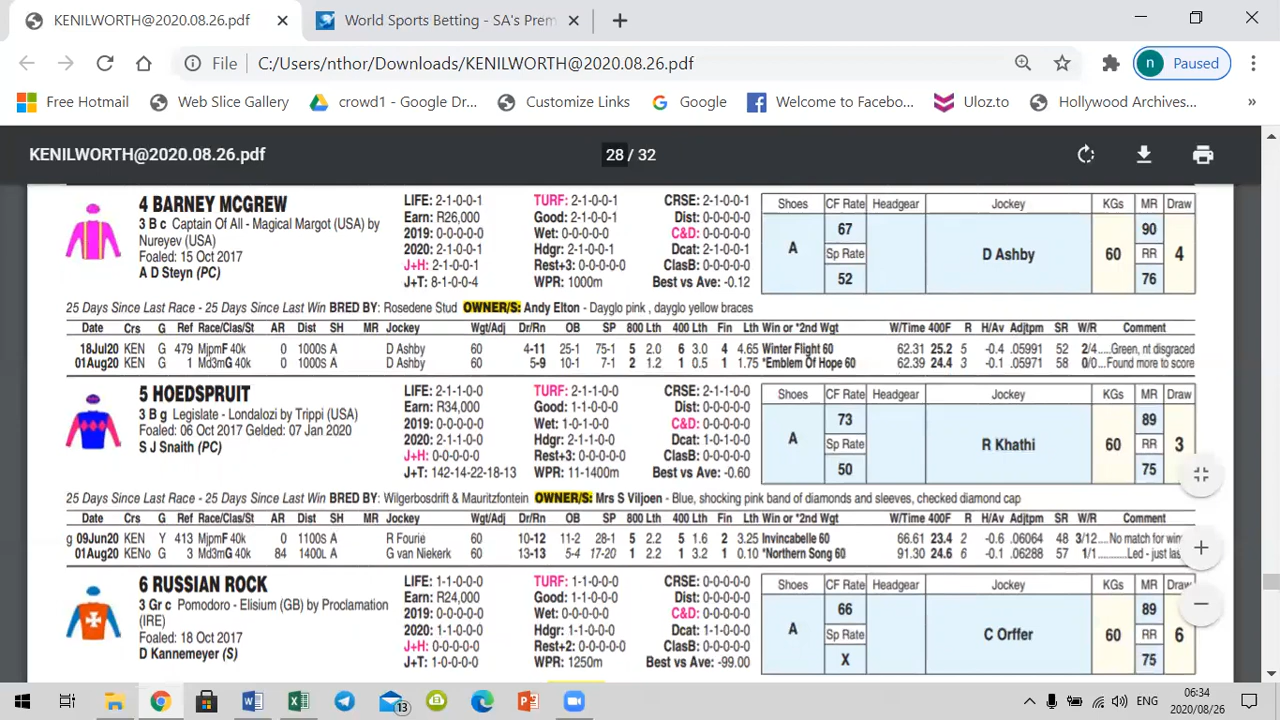 KENILWORTH@2020.08.26.pdf
World Sports Betting - SA's Prem
File C:/Users/nthor/Downloads/KENILWORTH@2020.08.26.pdf n Paused
Free Hotmail Web Slice Gallery crowd1 - Google Dr... Customize Links Google Welcome to Facebo... Uloz.to Hollywood Archives... »
KENILWORTH@2020.08.26.pdf 28 / 32
4 BARNEY MCGREW LIFE: 2-1-0-0-1 TURF: 2-1-0-0-1 CRSE: 2-1-0-0-1 Shoes CF Rate Headgear Jockey KGs MR Draw
3 B c Captain Of All - Magical Margot (USA) by Earn: R26,000 Good: 2-1-0-0-1 Dist: 0-0-0-0-0 67 90
Nureyev (USA) 2019: 0-0-0-0-0 Wet: 0-0-0-0-0 C&D: 0-0-0-0-0
Foaled: 15 Oct 2017 2020: 2-1-0-0-1 Hdgr: 2-1-0-0-1 Dcat: 2-1-0-0-1 A Sp Rate D Ashby 60 RR 4
A D Steyn (PC) J+H: 2-1-0-0-1 Rest+3: 0-0-0-0-0 ClasB: 0-0-0-0-0
J+T: 8-1-0-0-4 WPR: 1000m Best vs Ave: -0.12 52 76
25 Days Since Last Race - 25 Days Since Last Win BRED BY: Rosedene Stud OWNER/S: Andy Elton - Dayglo pink , dayglo yellow braces
Date Crs G Ref Race/Clas/St AR Dist SH MR Jockey Wgt/Adj Dr/Rn OB SP 800 Lth 400 Lth Fin Lth Win or *2nd Wgt W/Time 400F R H/Av Adjtpm SR W/R Comment
18Jul20 KEN G 479 MjpmF 40k 0 1000S A D Ashby 60 4-11 25-1 75-1 5 2.0 6 3.0 4 4.65 Winter Flight 60 62.31 25.2 5 -0.4 .05991 52 2/4....Green, nt disgraced
01Aug20 KEN G 1 Md3mG 40k 0 1000S A D Ashby 60 5-9 10-1 7-1 2 1.2 1 0.5 1 1.75 *Emblem Of Hope 60 62.39 24.4 3 -0.1 .05971 58 0/0...Found more to score
5 HOEDSPRUIT LIFE: 2-1-1-0-0 TURF: 2-1-1-0-0 CRSE: 2-1-1-0-0 Shoes CF Rate Headgear Jockey KGs MR Draw
3 B g Legislate - Londalozi by Trippi (USA) Earn: R34,000 Good: 1-1-0-0-0 Dist: 0-0-0-0-0 73 89
Foaled: 06 Oct 2017 Gelded: 07 Jan 2020 2019: 0-0-0-0-0 Wet: 1-0-1-0-0 C&D: 0-0-0-0-0
S J Snaith (PC) 2020: 2-1-1-0-0 Hdgr: 2-1-1-0-0 Dcat: 1-0-1-0-0 A Sp Rate R Khathi 60 RR 3
J+H: 0-0-0-0-0 Rest+3: 0-0-0-0-0 ClasB: 0-0-0-0-0
J+T: 142-14-22-18-13 WPR: 11-1400m Best vs Ave: -0.60 50 75
25 Days Since Last Race - 25 Days Since Last Win BRED BY: Wilgerbosdrift & Mauritzfontein OWNER/S: Mrs S Viljoen - Blue, shocking pink band of diamonds and sleeves, checked diamond cap
Date Crs G Ref Race/Clas/St AR Dist SH MR Jockey Wgt/Adj Dr/Rn OB SP 800 Lth 400 Lth Fin Lth Win or *2nd Wgt W/Time 400F R H/Av Adjtpm SR W/R Comment
g 09Jun20 KEN Y 413 MjpmF 40k 0 1100S A R Fourie 60 10-12 11-2 28-1 5 2.2 5 1.6 2 3.25 Invincabelle 60 66.61 23.4 2 -0.6 .06064 48 3/12....No match for win
01Aug20 KENo G 3 Md3mG 40k 84 1400L A G van Niekerk 60 13-13 5-4 17-20 1 2.2 1 3.2 1 0.10 *Northern Song 60 91.30 24.6 6 -0.1 .06288 57 1/1..........Led - just las
6 RUSSIAN ROCK LIFE: 1-1-0-0-0 TURF: 1-1-0-0-0 CRSE: 0-0-0-0-0 Shoes CF Rate Headgear Jockey KGs MR Draw
3 Gr c Pomodoro - Elisium (GB) by Proclamation Earn: R24,000 Good: 1-1-0-0-0 Dist: 0-0-0-0-0 66 89
(IRE) 2019: 0-0-0-0-0 Wet: 0-0-0-0-0 C&D: 0-0-0-0-0
Foaled: 18 Oct 2017 2020: 1-1-0-0-0 Hdgr: 1-1-0-0-0 Dcat: 1-1-0-0-0 A Sp Rate C Orffer 60 RR 6
D Kannemeyer (S) J+H: 0-0-0-0-0 Rest+2: 0-0-0-0-0 ClasB: 0-0-0-0-0
J+T: 1-0-0-0-0 WPR: 1250m Best vs Ave: -99.00 X 75
13 ENG 06:34
2020/08/26